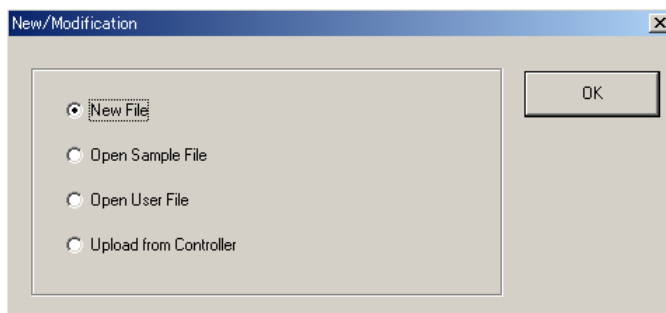 New/Modification
New File
OK
Open Sample File
Open User File
Upload from Controller